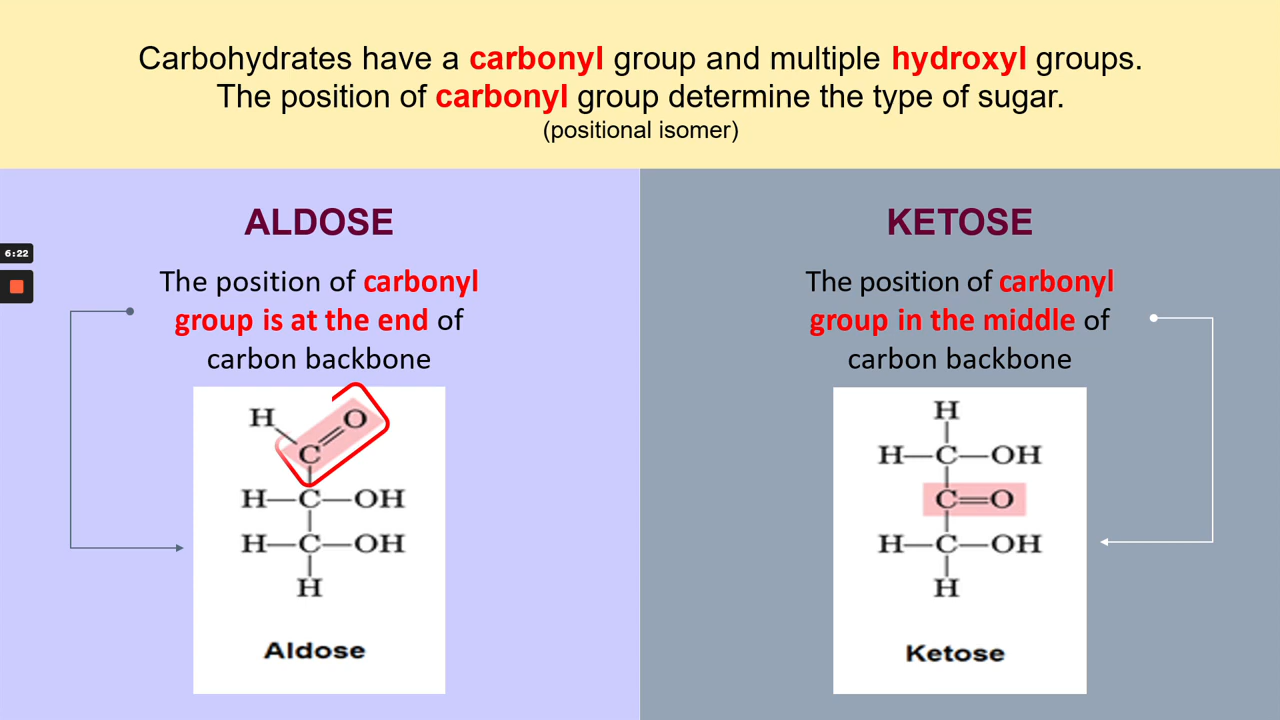 Carbohydrates have a carbonyl group and multiple hydroxyl groups.
The position of carbonyl group determine the type of sugar.
(positional isomer)
6:22
ALDOSE
The position of carbonyl
group is at the end of
carbon backbone
H O
C
H—C—OH
H—C—OH
H
Aldose
KETOSE
The position of carbonyl
group in the middle of
carbon backbone
H
H—C—OH
C=O
H—C—OH
H
Ketose